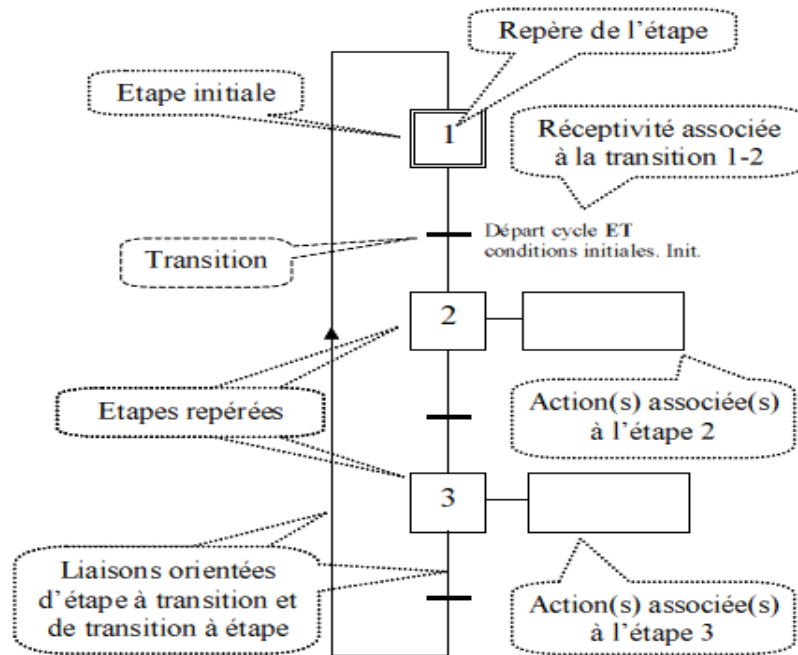 Repère de l'étape
Etape initiale
1
Réceptivité associée
à la transition 1-2
Départ cycle ET
conditions initiales. Init.
Transition
2
Etapes repérées
Action(s) associée(s)
à l'étape 2
3
Liaisons orientées
d'étape à transition et
de transition à étape
Action(s) associée(s)
à l'étape 3